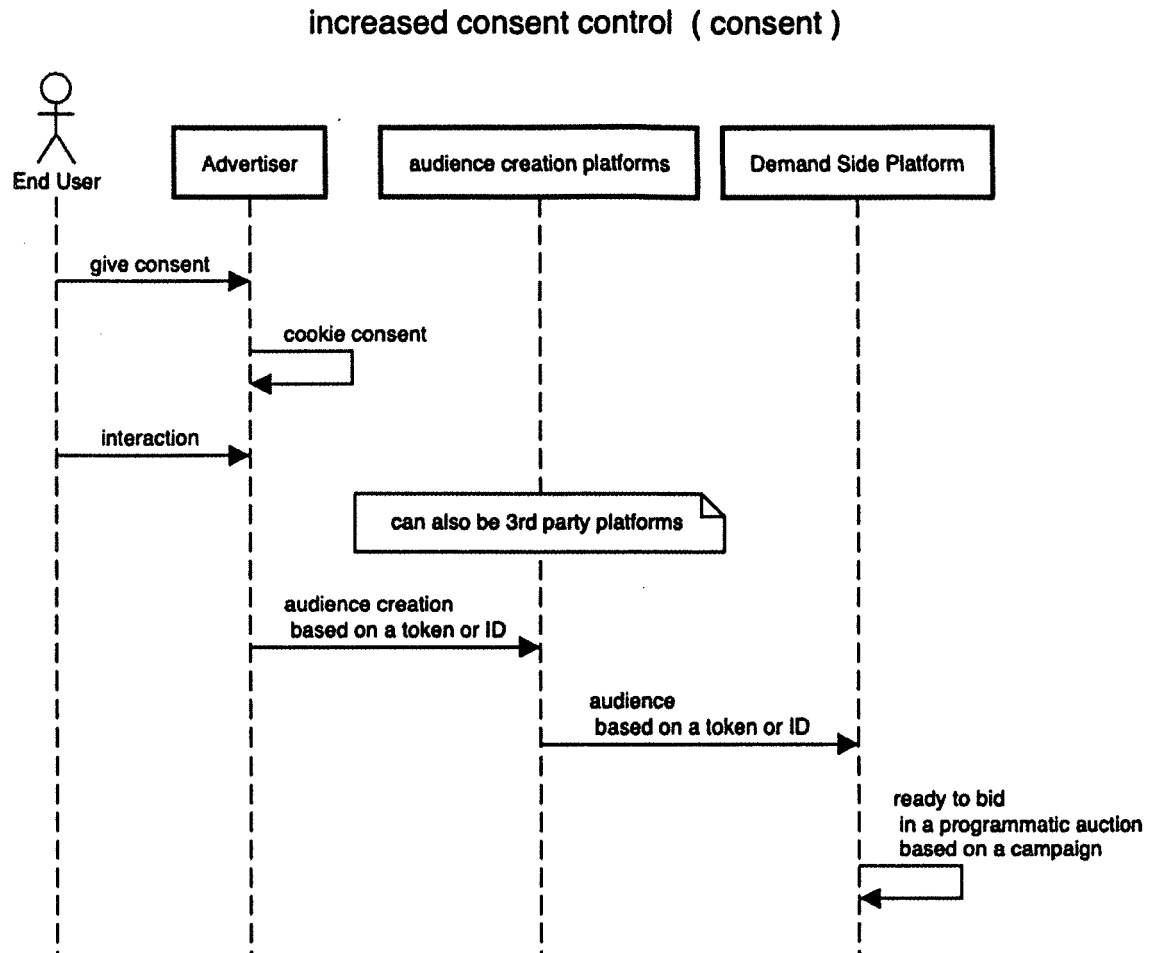 increased consent control ( consent )
End User
Advertiser
audience creation platforms
Demand Side Platform
give consent
cookie consent
interaction
can also be 3rd party platforms
audience creation
based on a token or ID
audience
based on a token or ID
ready to bid
in a programmatic auction
based on a campaign